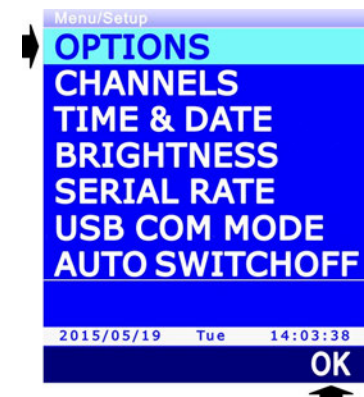 Menu/Setup
OPTIONS
CHANNELS
TIME & DATE
BRIGHTNESS
SERIAL RATE
USB COM MODE
AUTO SWITCHOFF
2015/05/19 Tue 14:03:38
OK